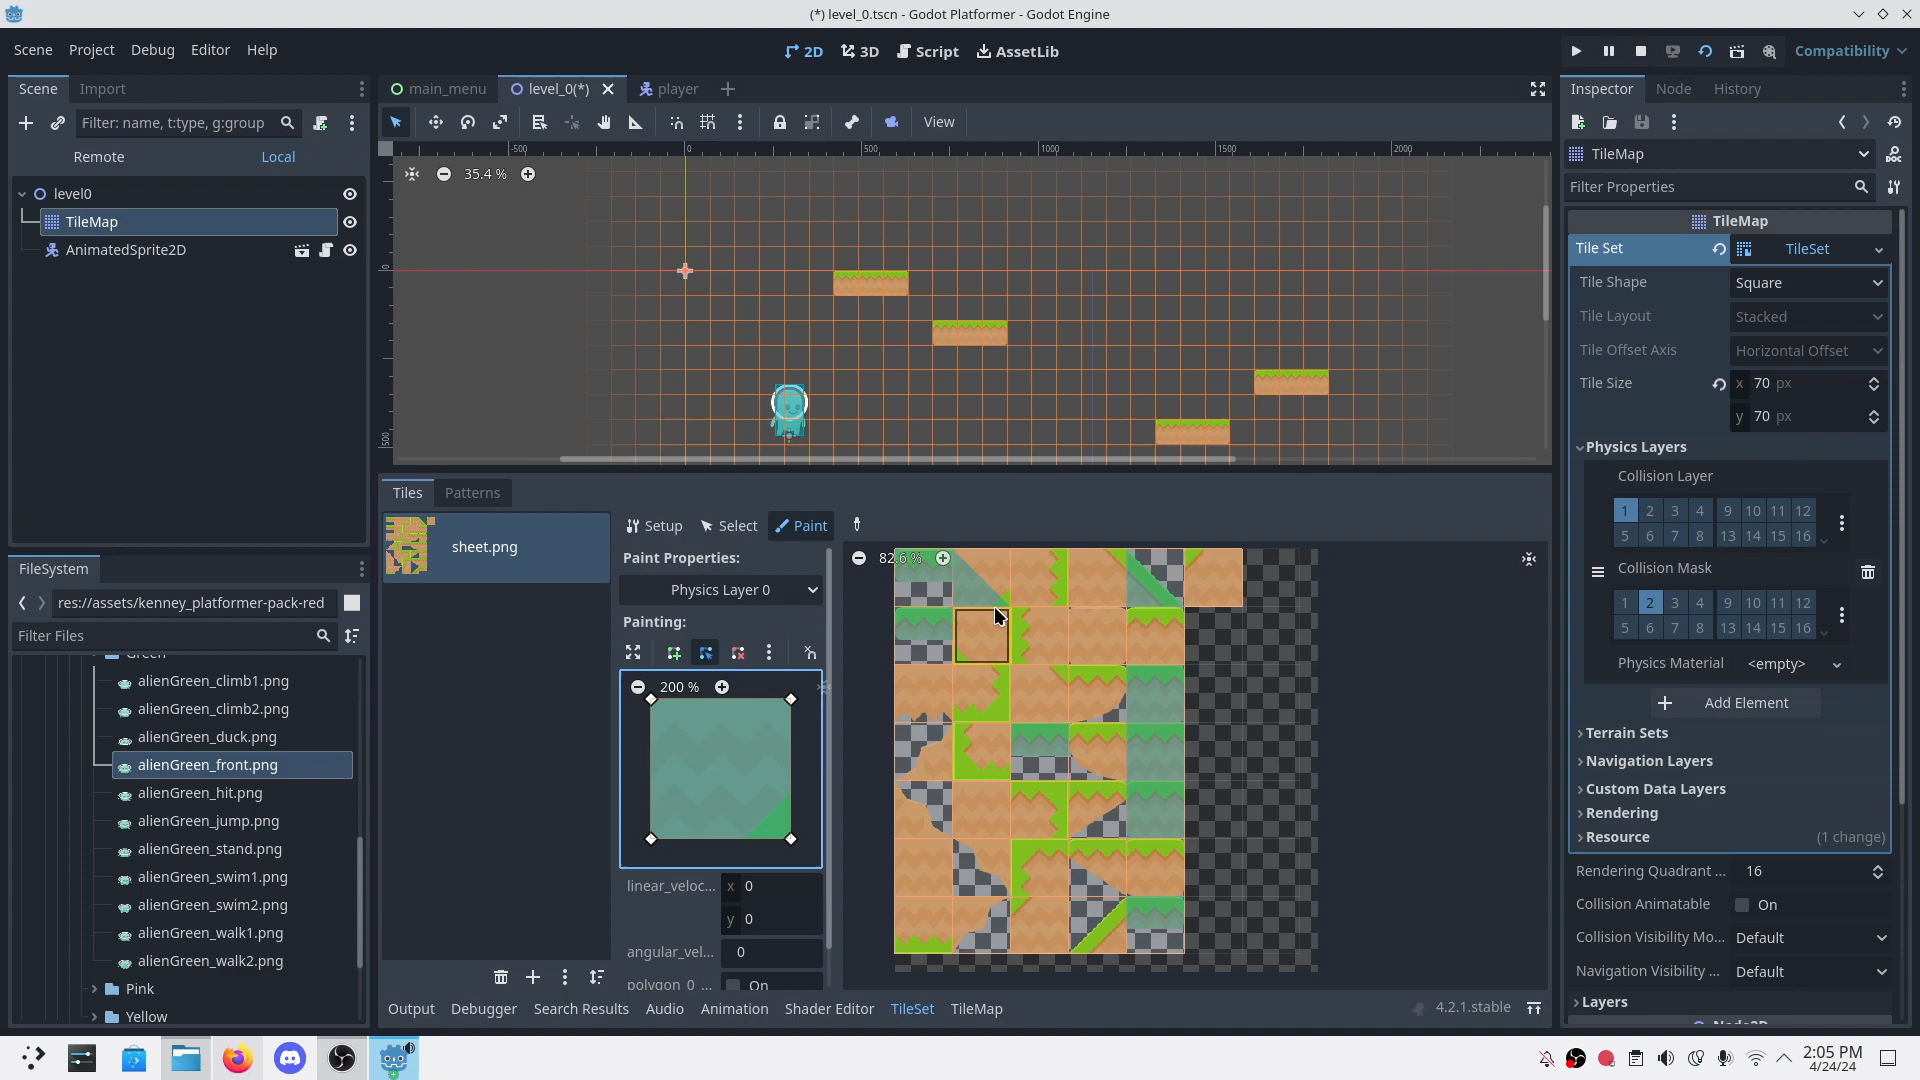 (*) level_0.tscn - Godot Platformer - Godot Engine
Scene Project Debug Editor Help
2D 3D Script AssetLib
Compatibility
Scene Import
Filter: name, t:type, g:group
Remote Local
level0
TileMap
AnimatedSprite2D
main_menu level_0(*) player
View
-500 0 500 1000 1500 2000
35.4 %
0
500
Tiles Patterns
sheet.png
Setup Select Paint
Paint Properties:
Physics Layer 0
Painting:
200 %
linear_veloc... x 0
y 0
angular_vel... 0
polygon_0_... On
82.6 %
FileSystem
res://assets/kenney_platformer-pack-red
Filter Files
Green
alienGreen_climb1.png
alienGreen_climb2.png
alienGreen_duck.png
alienGreen_front.png
alienGreen_hit.png
alienGreen_jump.png
alienGreen_stand.png
alienGreen_swim1.png
alienGreen_swim2.png
alienGreen_walk1.png
alienGreen_walk2.png
Pink
Yellow
Output Debugger Search Results Audio Animation Shader Editor TileSet TileMap
4.2.1.stable
Inspector Node History
TileMap
Filter Properties
TileMap
Tile Set TileSet
Tile Shape Square
Tile Layout Stacked
Tile Offset Axis Horizontal Offset
Tile Size x 70 px
y 70 px
Physics Layers
Collision Layer
1 2 3 4 9 10 11 12
5 6 7 8 13 14 15 16
Collision Mask
1 2 3 4 9 10 11 12
5 6 7 8 13 14 15 16
Physics Material <empty>
Add Element
Terrain Sets
Navigation Layers
Custom Data Layers
Rendering
Resource (1 change)
Rendering Quadrant ... 16
Collision Animatable On
Collision Visibility Mo... Default
Navigation Visibility ... Default
Layers
Node2D
2:05 PM
4/24/24